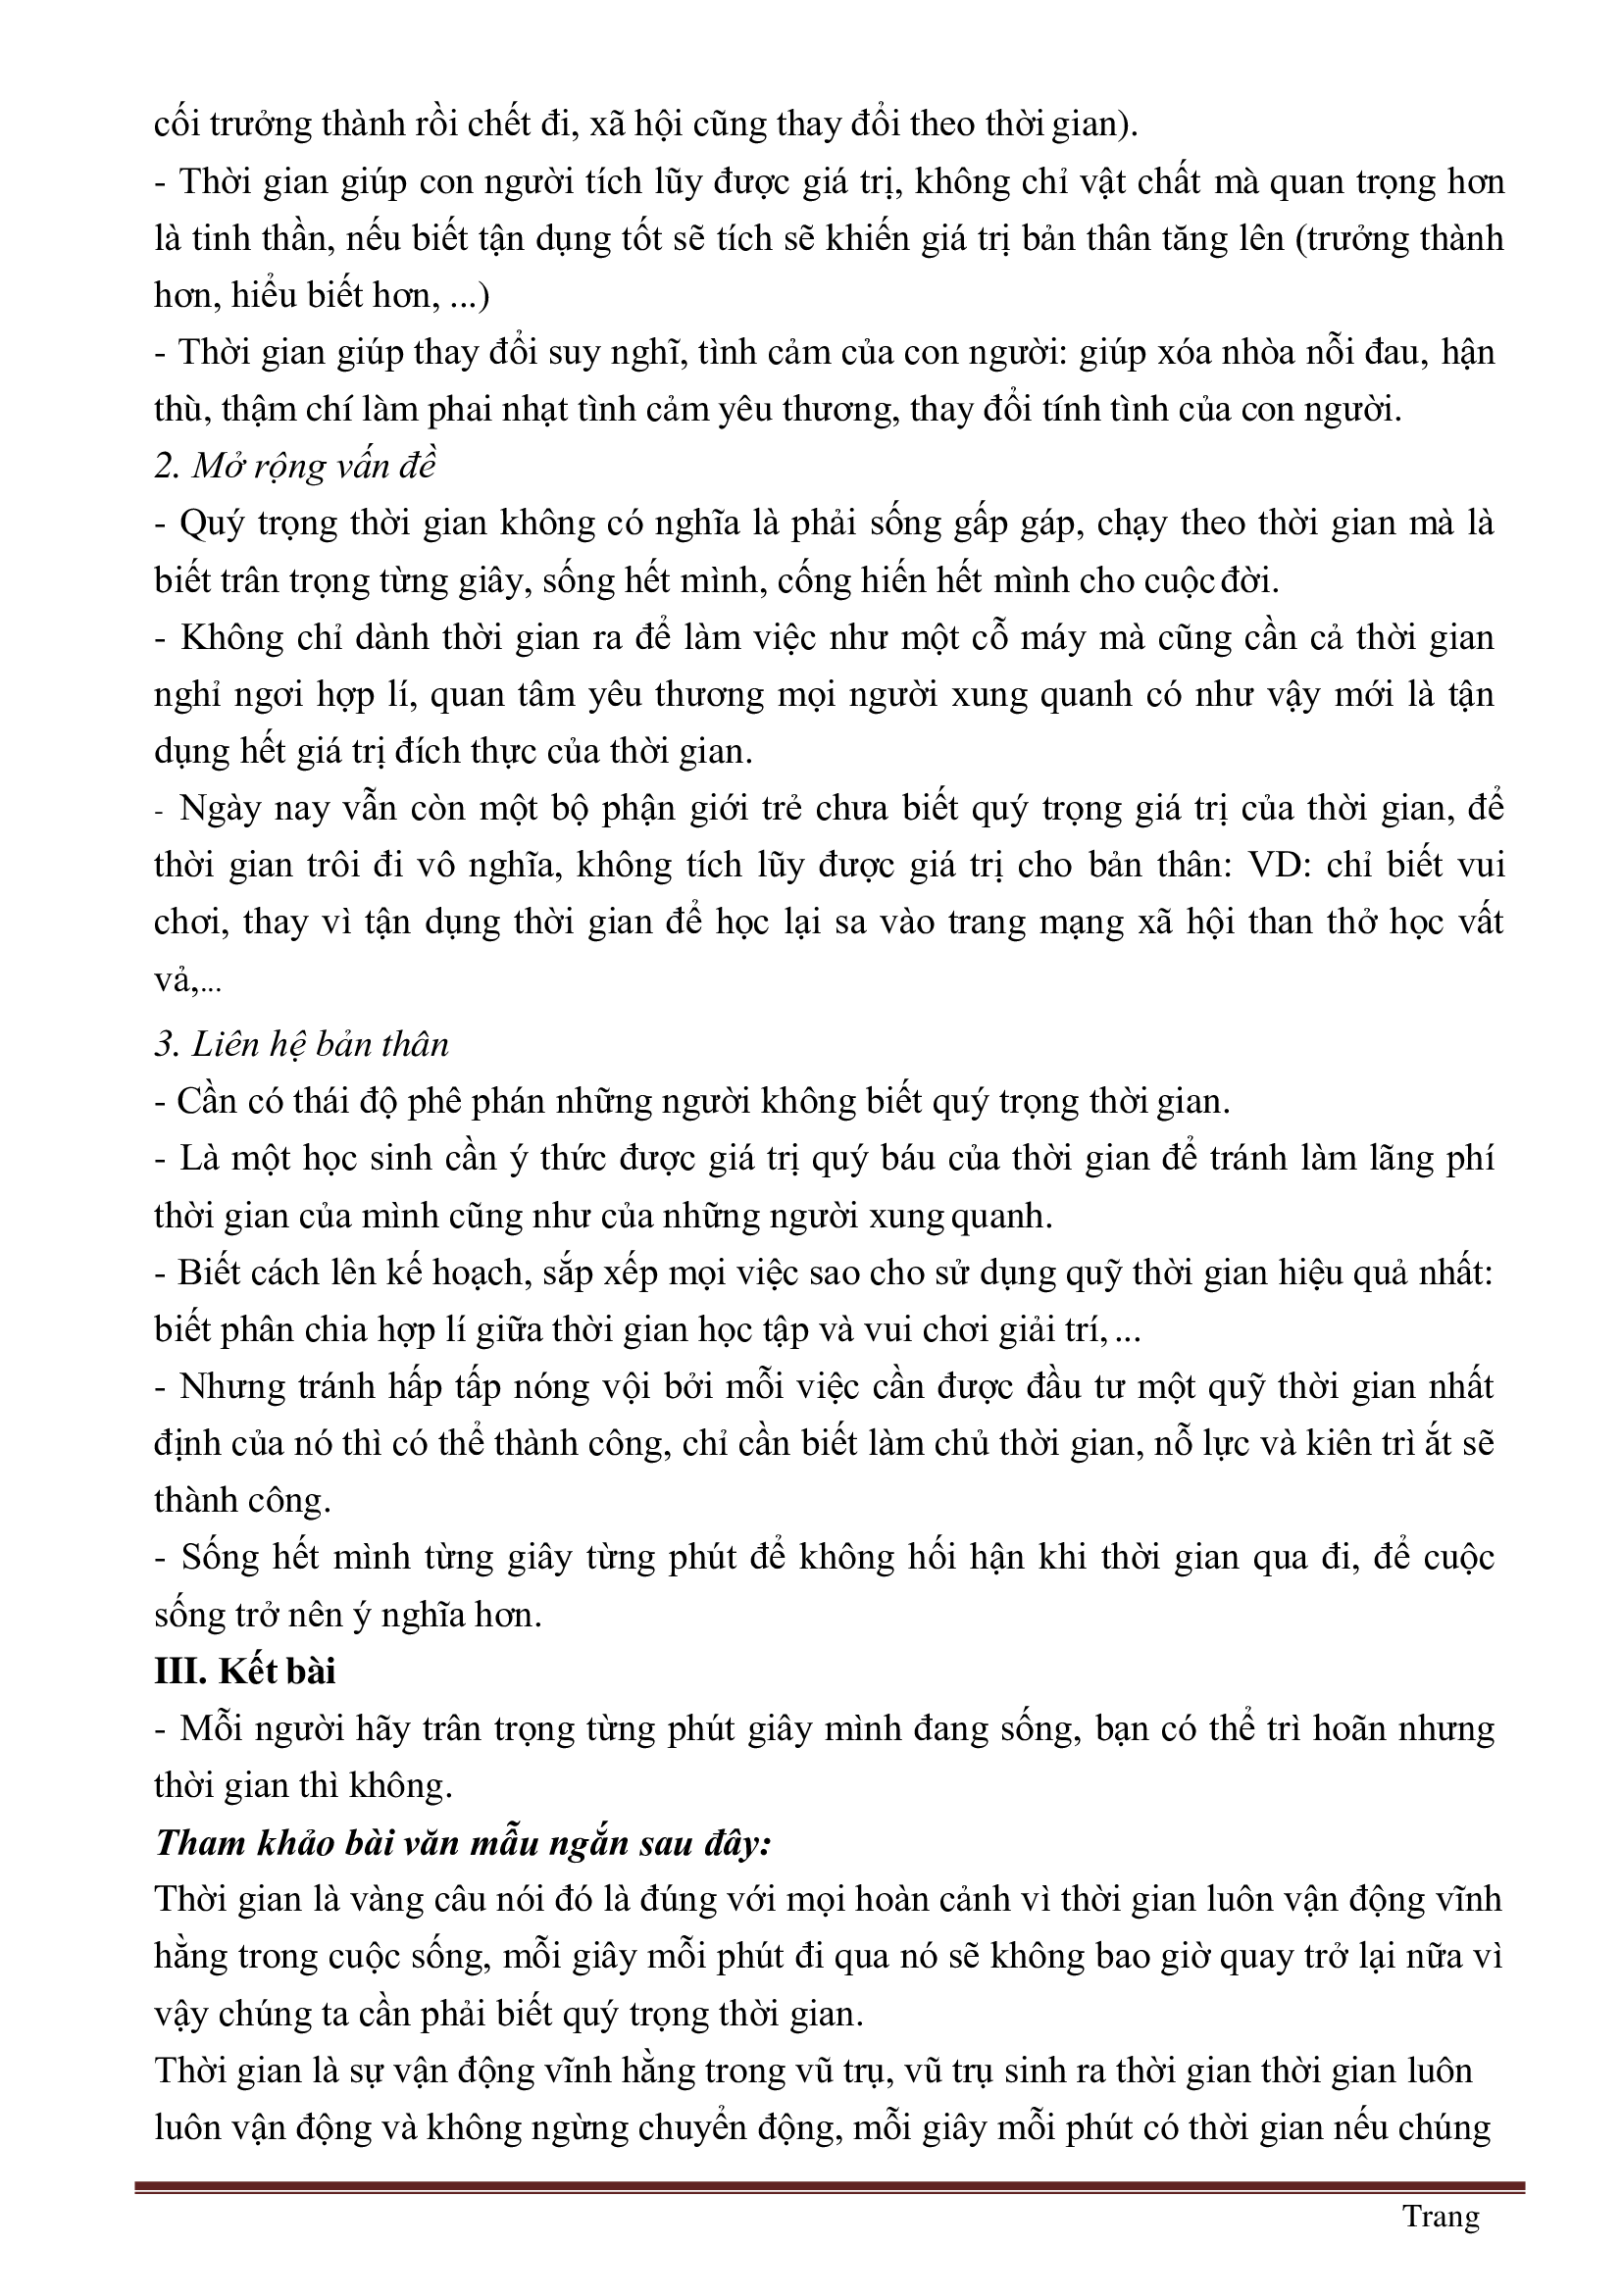 cối trưởng thành rồi chết đi, xã hội cũng thay đổi theo thời gian).
- Thời gian giúp con người tích lũy được giá trị, không chỉ vật chất mà quan trọng hơn
là tinh thần, nếu biết tận dụng tốt sẽ tích sẽ khiến giá trị bản thân tăng lên (trưởng thành
hơn, hiểu biết hơn, ...)
- Thời gian giúp thay đổi suy nghĩ, tình cảm của con người: giúp xóa nhòa nỗi đau, hận
thù, thậm chí làm phai nhạt tình cảm yêu thương, thay đổi tính tình của con người.
2. Mở rộng vấn đề
- Quý trọng thời gian không có nghĩa là phải sống gấp gáp, chạy theo thời gian mà là
biết trân trọng từng giây, sống hết mình, cống hiến hết mình cho cuộc đời.
- Không chỉ dành thời gian ra để làm việc như một cỗ máy mà cũng cần cả thời gian
nghỉ ngơi hợp lí, quan tâm yêu thương mọi người xung quanh có như vậy mới là tận
dụng hết giá trị đích thực của thời gian.
- Ngày nay vẫn còn một bộ phận giới trẻ chưa biết quý trọng giá trị của thời gian, để
thời gian trôi đi vô nghĩa, không tích lũy được giá trị cho bản thân: VD: chỉ biết vui
chơi, thay vì tận dụng thời gian để học lại sa vào trang mạng xã hội than thở học vất
vả,...
3. Liên hệ bản thân
- Cần có thái độ phê phán những người không biết quý trọng thời gian.
- Là một học sinh cần ý thức được giá trị quý báu của thời gian để tránh làm lãng phí
thời gian của mình cũng như của những người xung quanh.
- Biết cách lên kế hoạch, sắp xếp mọi việc sao cho sử dụng quỹ thời gian hiệu quả nhất:
biết phân chia hợp lí giữa thời gian học tập và vui chơi giải trí, ...
- Nhưng tránh hấp tấp nóng vội bởi mỗi việc cần được đầu tư một quỹ thời gian nhất
định của nó thì có thể thành công, chỉ cần biết làm chủ thời gian, nỗ lực và kiên trì ắt sẽ
thành công.
- Sống hết mình từng giây từng phút để không hối hận khi thời gian qua đi, để cuộc
sống trở nên ý nghĩa hơn.
III. Kết bài
- Mỗi người hãy trân trọng từng phút giây mình đang sống, bạn có thể trì hoãn nhưng
thời gian thì không.
Tham khảo bài văn mẫu ngắn sau đây:
Thời gian là vàng câu nói đó là đúng với mọi hoàn cảnh vì thời gian luôn vận động vĩnh
hằng trong cuộc sống, mỗi giây mỗi phút đi qua nó sẽ không bao giờ quay trở lại nữa vì
vậy chúng ta cần phải biết quý trọng thời gian.
Thời gian là sự vận động vĩnh hằng trong vũ trụ, vũ trụ sinh ra thời gian thời gian luôn
luôn vận động và không ngừng chuyển động, mỗi giây mỗi phút có thời gian nếu chúng
Trang